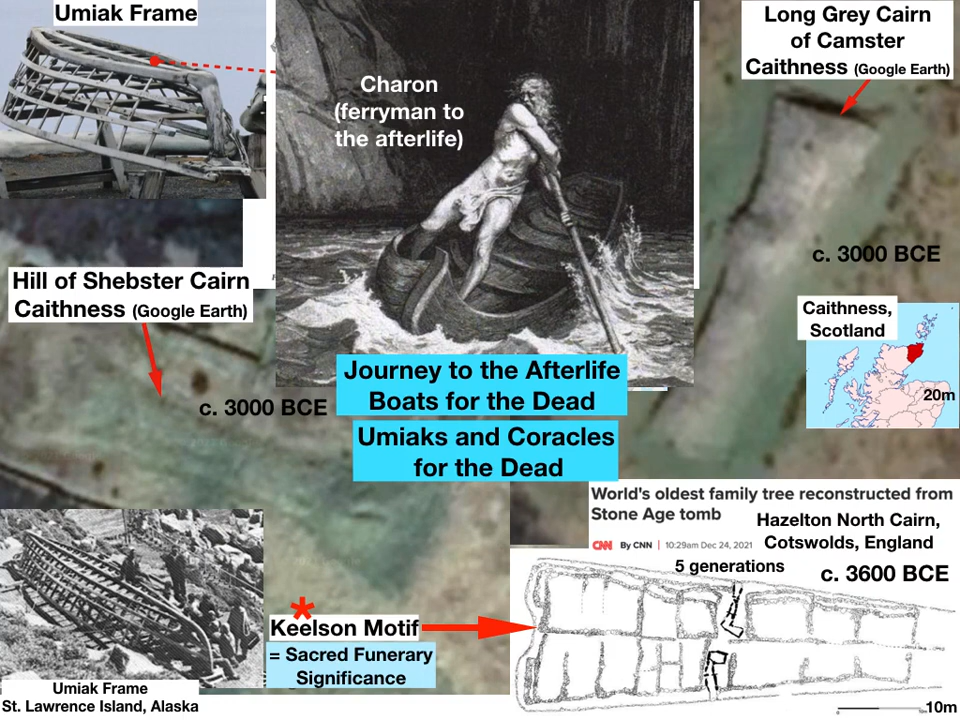 Umiak Frame
Charon
(ferryman to
the afterlife)
Long Grey Cairn
of Camster
Caithness (Google Earth)
c. 3000 BCE
Hill of Shebster Cairn
Caithness (Google Earth)
c. 3000 BCE
Caithness,
Scotland
20m
Journey to the Afterlife
Boats for the Dead
Umiaks and Coracles
for the Dead
World's oldest family tree reconstructed from
Stone Age tomb
CNN By CNN | 10:29am Dec 24, 2021
Hazelton North Cairn,
Cotswolds, England
5 generations
c. 3600 BCE
*
Keelson Motif
= Sacred Funerary
Significance
Umiak Frame
St. Lawrence Island, Alaska
10m